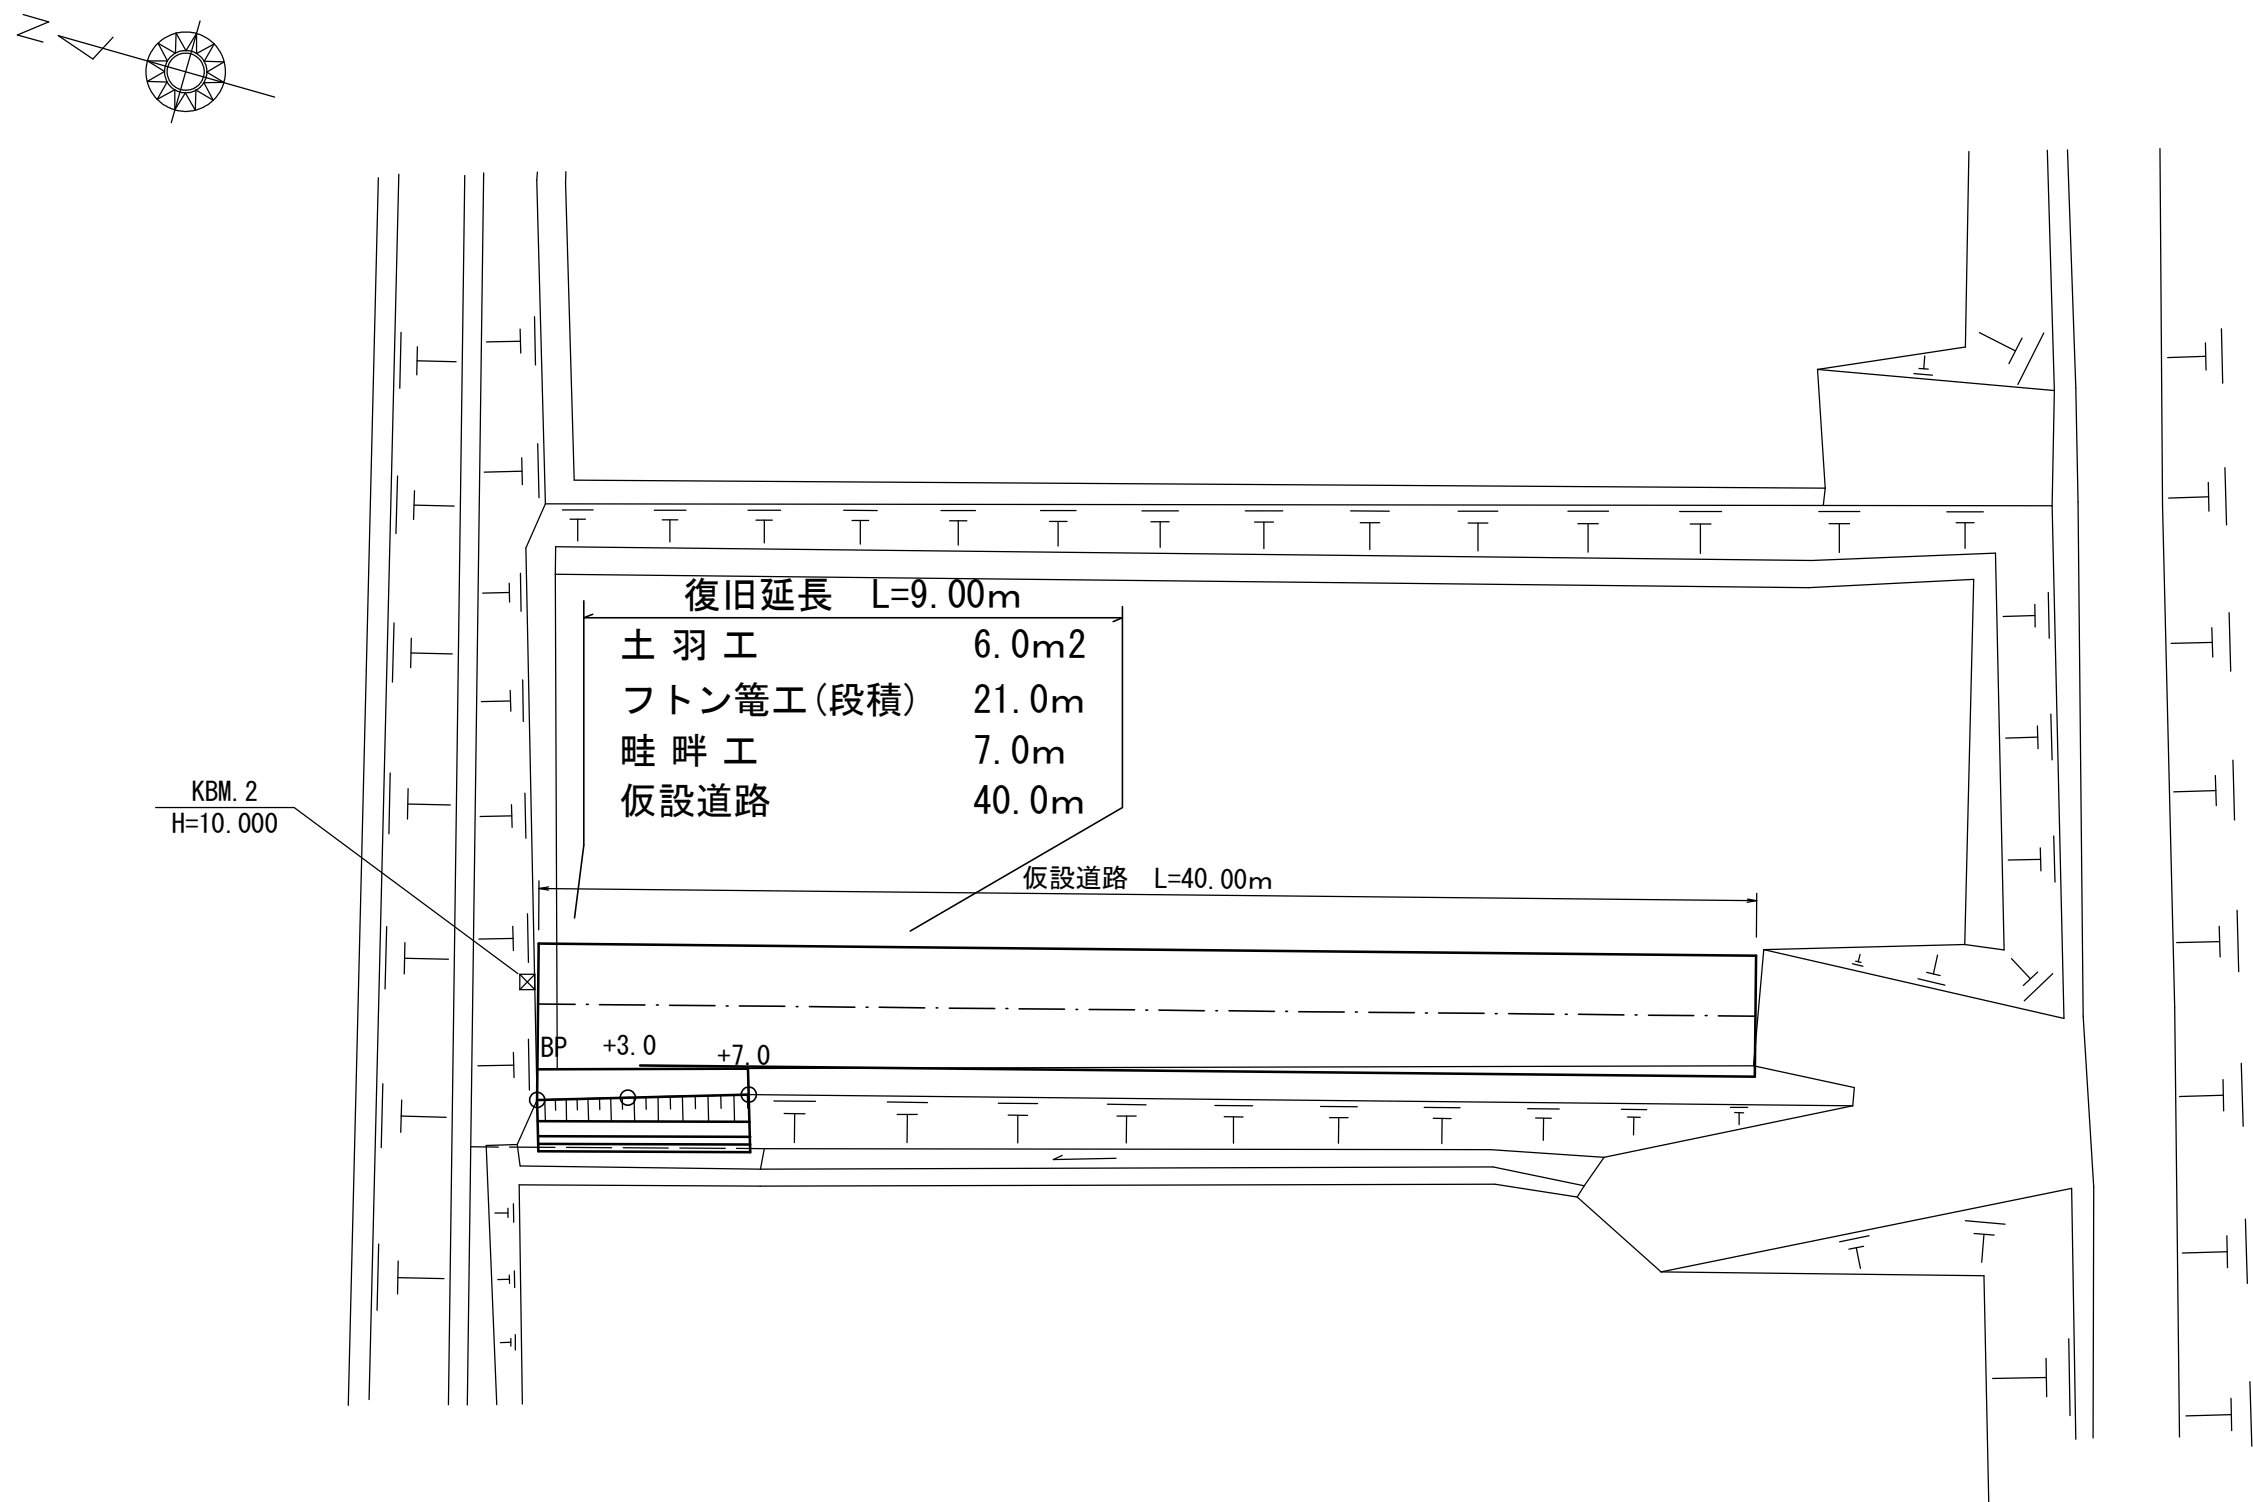 N
復旧延長　L=9.00m
土 羽 工　6.0m2
フトン篭工(段積)　21.0m
畦 畔 工　7.0m
仮設道路　40.0m
KBM.2
H=10.000
仮設道路　L=40.00m
BP　+3.0　+7.0